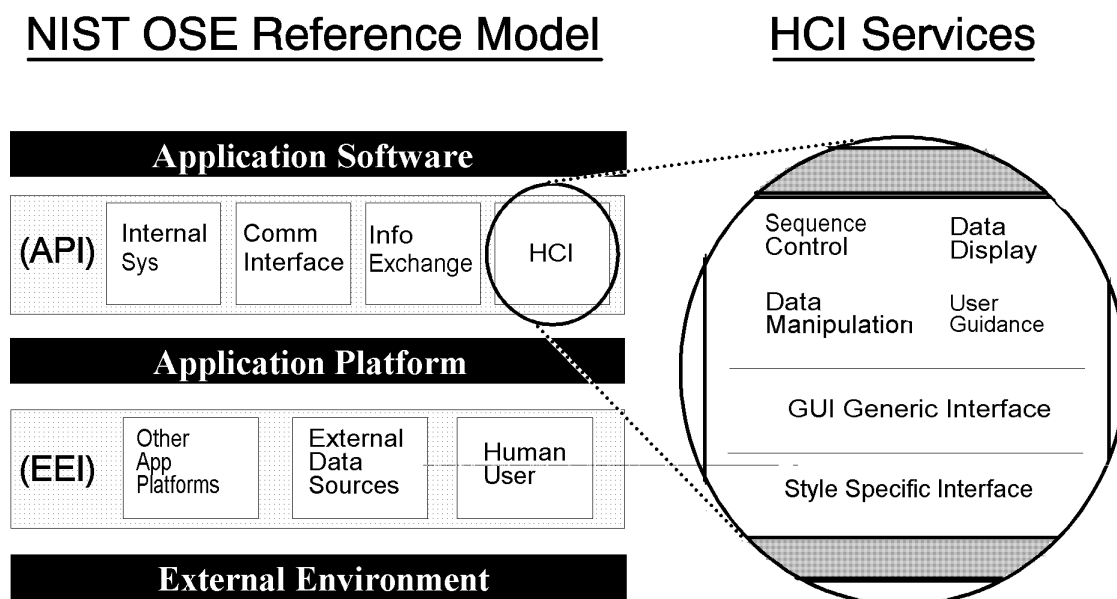 NIST OSE Reference Model
HCI Services
Application Software
(API)
Internal
Sys
Comm
Interface
Info
Exchange
HCI
Application Platform
(EEI)
Other
App
Platforms
External
Data
Sources
Human
User
External Environment
Sequence
Control
Data
Display
Data
Manipulation
User
Guidance
GUI Generic Interface
Style Specific Interface